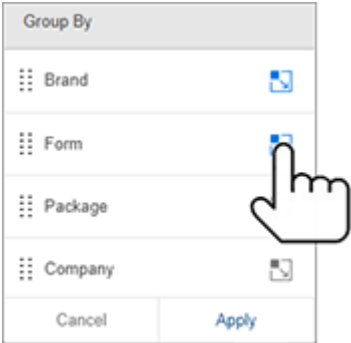 Group By
Brand
Form
Package
Company
Cancel Apply